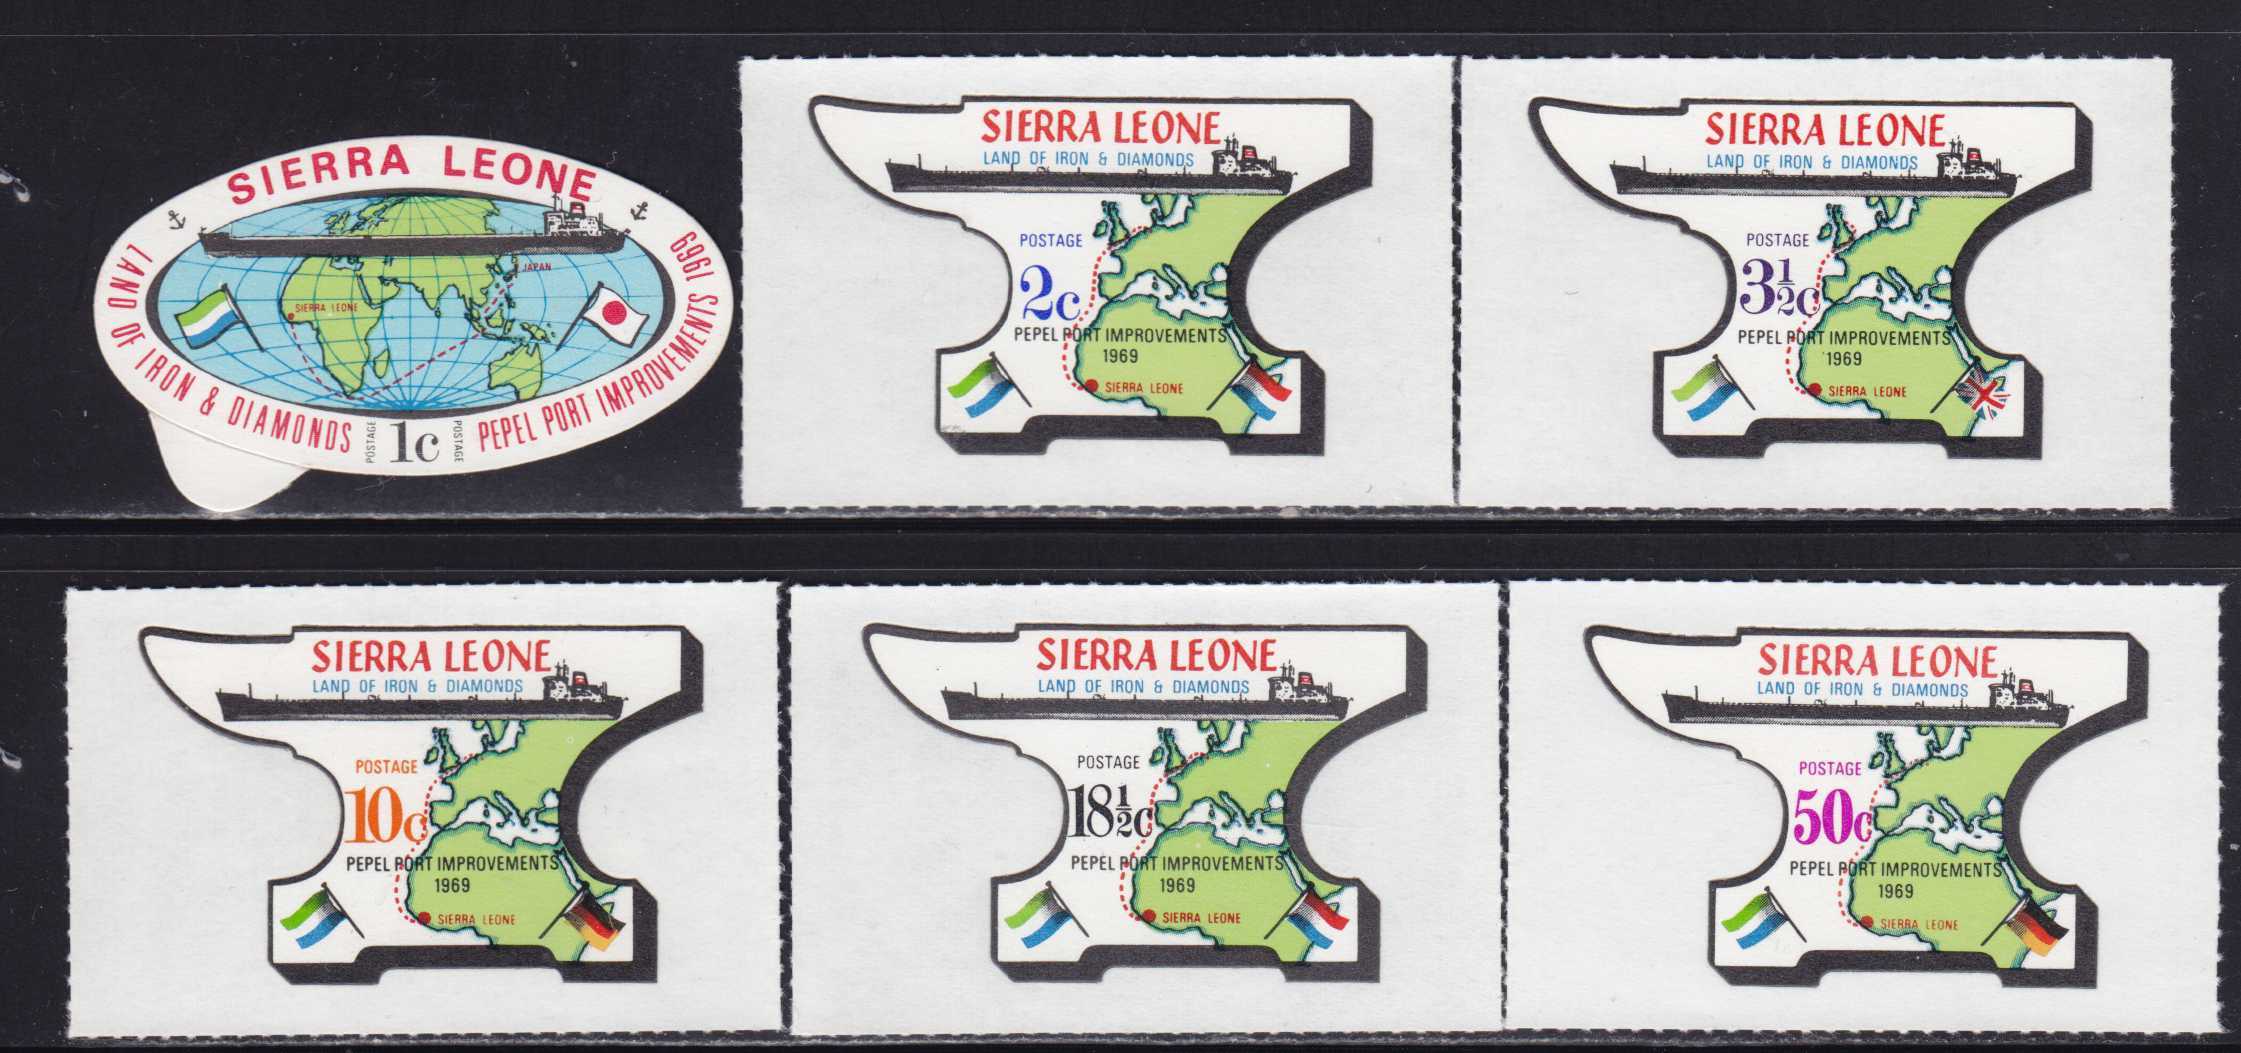 SIERRA LEONE
JAPAN
SIERRA LEONE
LAND OF IRON & DIAMONDS
PEPEL PORT IMPROVEMENTS 1969
POSTAGE
1c
POSTAGE
SIERRA LEONE
LAND OF IRON & DIAMONDS
POSTAGE
2c
PEPEL PORT IMPROVEMENTS
1969
SIERRA LEONE
SIERRA LEONE
LAND OF IRON & DIAMONDS
POSTAGE
3½c
PEPEL PORT IMPROVEMENTS
1969
SIERRA LEONE
SIERRA LEONE
LAND OF IRON & DIAMONDS
POSTAGE
10c
PEPEL PORT IMPROVEMENTS
1969
SIERRA LEONE
SIERRA LEONE
LAND OF IRON & DIAMONDS
POSTAGE
18½c
PEPEL PORT IMPROVEMENTS
1969
SIERRA LEONE
SIERRA LEONE
LAND OF IRON & DIAMONDS
POSTAGE
50c
PEPEL PORT IMPROVEMENTS
1969
SIERRA LEONE